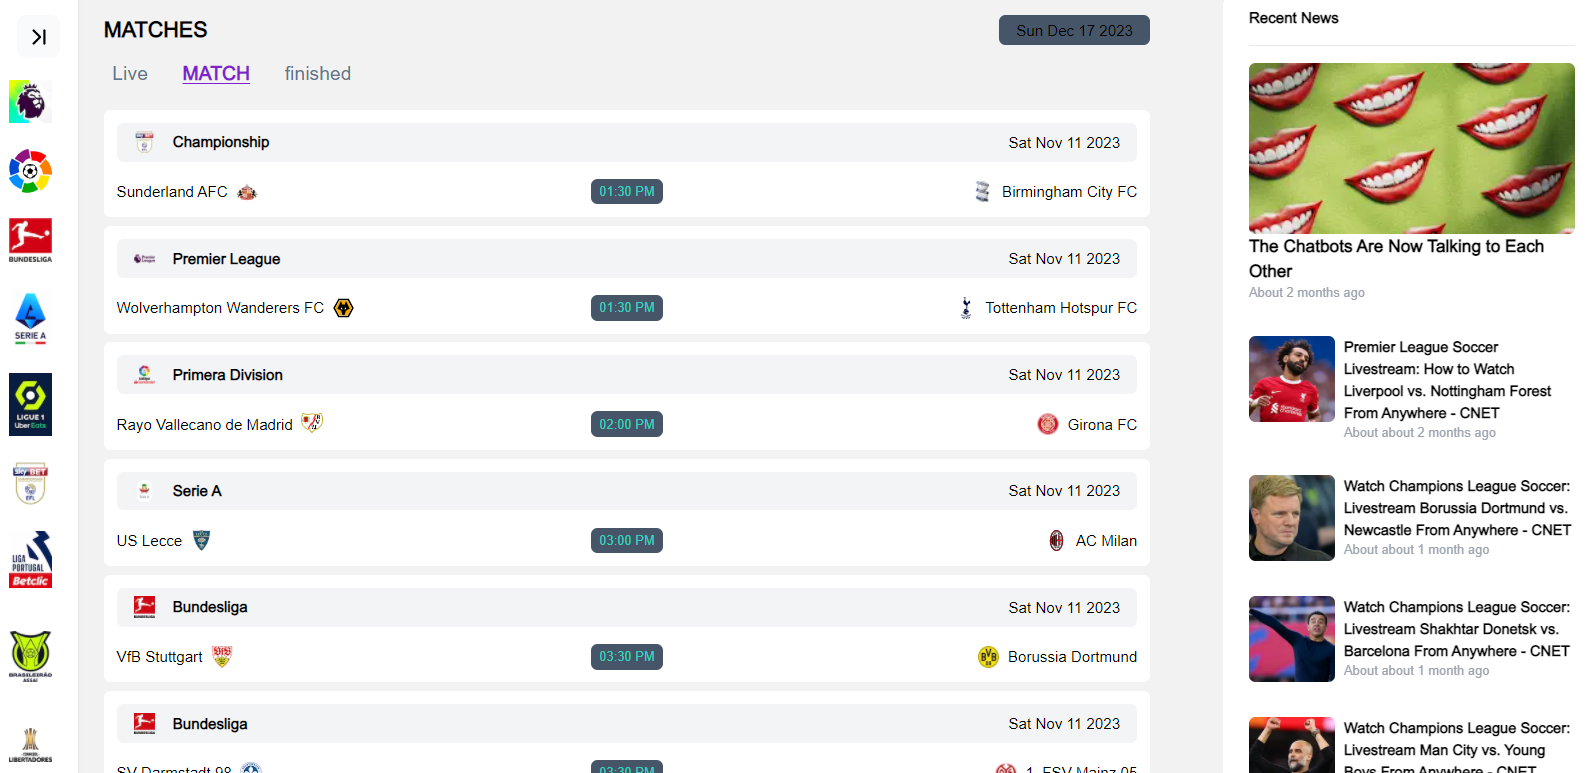 MATCHES
Sun Dec 17 2023
Live
MATCH
finished
Championship
Sat Nov 11 2023
Sunderland AFC
01:30 PM
Birmingham City FC
Premier League
Sat Nov 11 2023
Wolverhampton Wanderers FC
01:30 PM
Tottenham Hotspur FC
Primera Division
Sat Nov 11 2023
Rayo Vallecano de Madrid
02:00 PM
Girona FC
Serie A
Sat Nov 11 2023
US Lecce
03:00 PM
AC Milan
Bundesliga
Sat Nov 11 2023
VfB Stuttgart
03:30 PM
Borussia Dortmund
Bundesliga
Sat Nov 11 2023
SV Darmstadt 98
03:30 PM
1. FSV Mainz 05
BUNDESLIGA
SERIE A
LIGUE 1
Uber Eats
sky BET
EFL
LIGA
PORTUGAL
Betclic
BRASILEIRÃO
ASSAÍ
CONMEBOL
LIBERTADORES
Recent News
The Chatbots Are Now Talking to Each
Other
About 2 months ago
Premier League Soccer
Livestream: How to Watch
Liverpool vs. Nottingham Forest
From Anywhere - CNET
About about 2 months ago
Watch Champions League Soccer:
Livestream Borussia Dortmund vs.
Newcastle From Anywhere - CNET
About about 1 month ago
Watch Champions League Soccer:
Livestream Shakhtar Donetsk vs.
Barcelona From Anywhere - CNET
About about 1 month ago
Watch Champions League Soccer:
Livestream Man City vs. Young
Boys From Anywhere - CNET